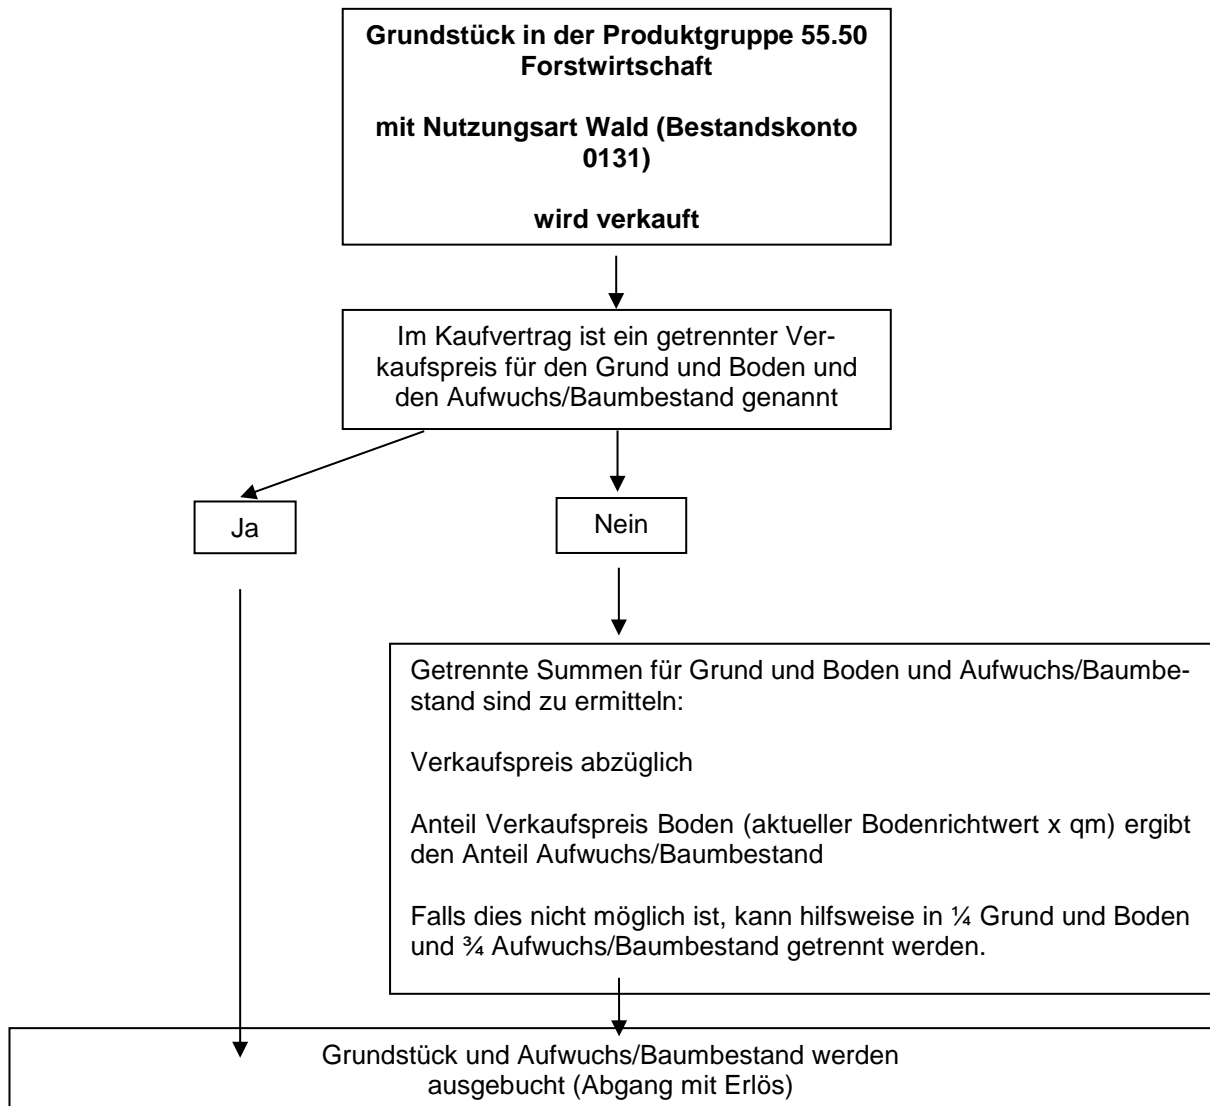 Grundstück in der Produktgruppe 55.50
Forstwirtschaft
mit Nutzungsart Wald (Bestandskonto
0131)
wird verkauft
Im Kaufvertrag ist ein getrennter Ver-
kaufspreis für den Grund und Boden und
den Aufwuchs/Baumbestand genannt
Ja
Nein
Getrennte Summen für Grund und Boden und Aufwuchs/Baumbe-
stand sind zu ermitteln:
Verkaufspreis abzüglich
Anteil Verkaufspreis Boden (aktueller Bodenrichtwert x qm) ergibt
den Anteil Aufwuchs/Baumbestand
Falls dies nicht möglich ist, kann hilfsweise in ¼ Grund und Boden
und ¾ Aufwuchs/Baumbestand getrennt werden.
Grundstück und Aufwuchs/Baumbestand werden
ausgebucht (Abgang mit Erlös)